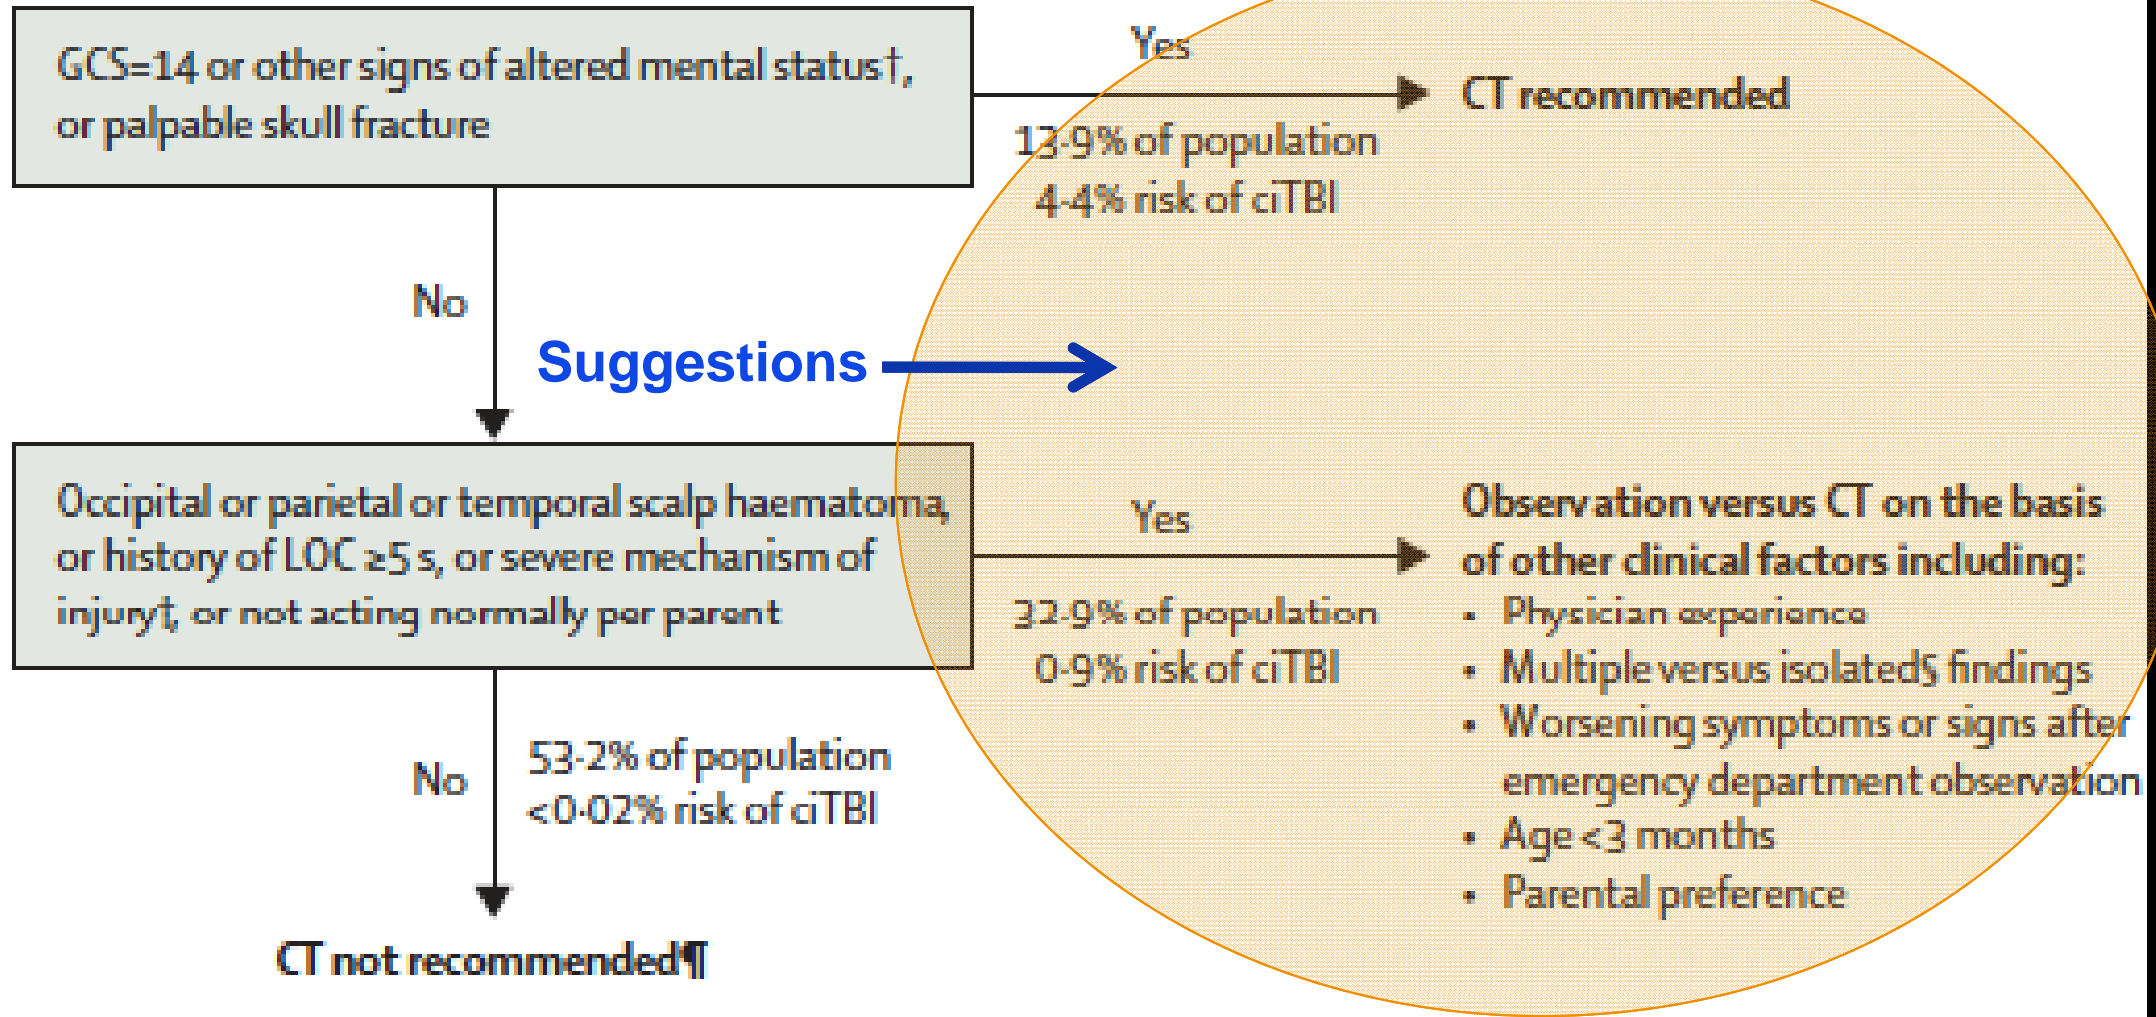 GCS=14 or other signs of altered mental status†,
or palpable skull fracture
Yes
CT recommended
13·9% of population
4·4% risk of ciTBI
No
Suggestions
Occipital or parietal or temporal scalp haematoma,
or history of LOC ≥5 s, or severe mechanism of
injury‡, or not acting normally per parent
Yes
32·9% of population
0·9% risk of ciTBI
Observation versus CT on the basis
of other clinical factors including:
• Physician experience
• Multiple versus isolated§ findings
• Worsening symptoms or signs after
emergency department observation
• Age <3 months
• Parental preference
No
53·2% of population
<0·02% risk of ciTBI
CT not recommended¶